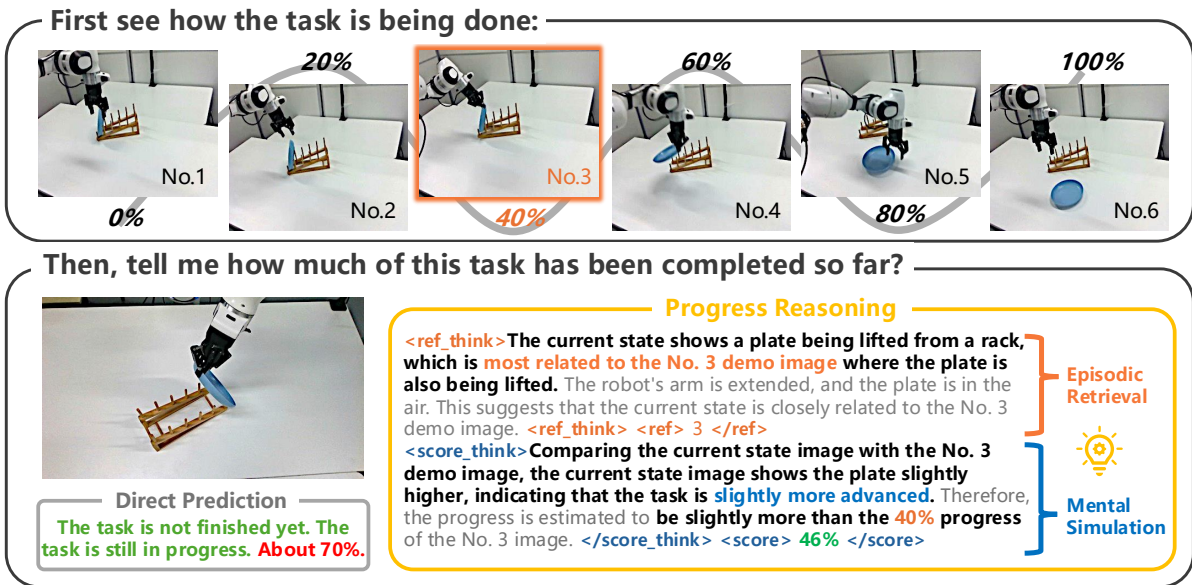 First see how the task is being done:
20%
60%
100%
No.1
No.2
No.3
No.4
No.5
No.6
0%
40%
80%
Then, tell me how much of this task has been completed so far?
Progress Reasoning
<ref_think>The current state shows a plate being lifted from a rack,
which is most related to the No. 3 demo image where the plate is
also being lifted. The robot's arm is extended, and the plate is in the
air. This suggests that the current state is closely related to the No. 3
demo image. <ref_think> <ref> 3 </ref>
<score_think>Comparing the current state image with the No. 3
demo image, the current state image shows the plate slightly
higher, indicating that the task is slightly more advanced. Therefore,
the progress is estimated to be slightly more than the 40% progress
of the No. 3 image. </score_think> <score> 46% </score>
Episodic
Retrieval
Mental
Simulation
Direct Prediction
The task is not finished yet. The
task is still in progress. About 70%.